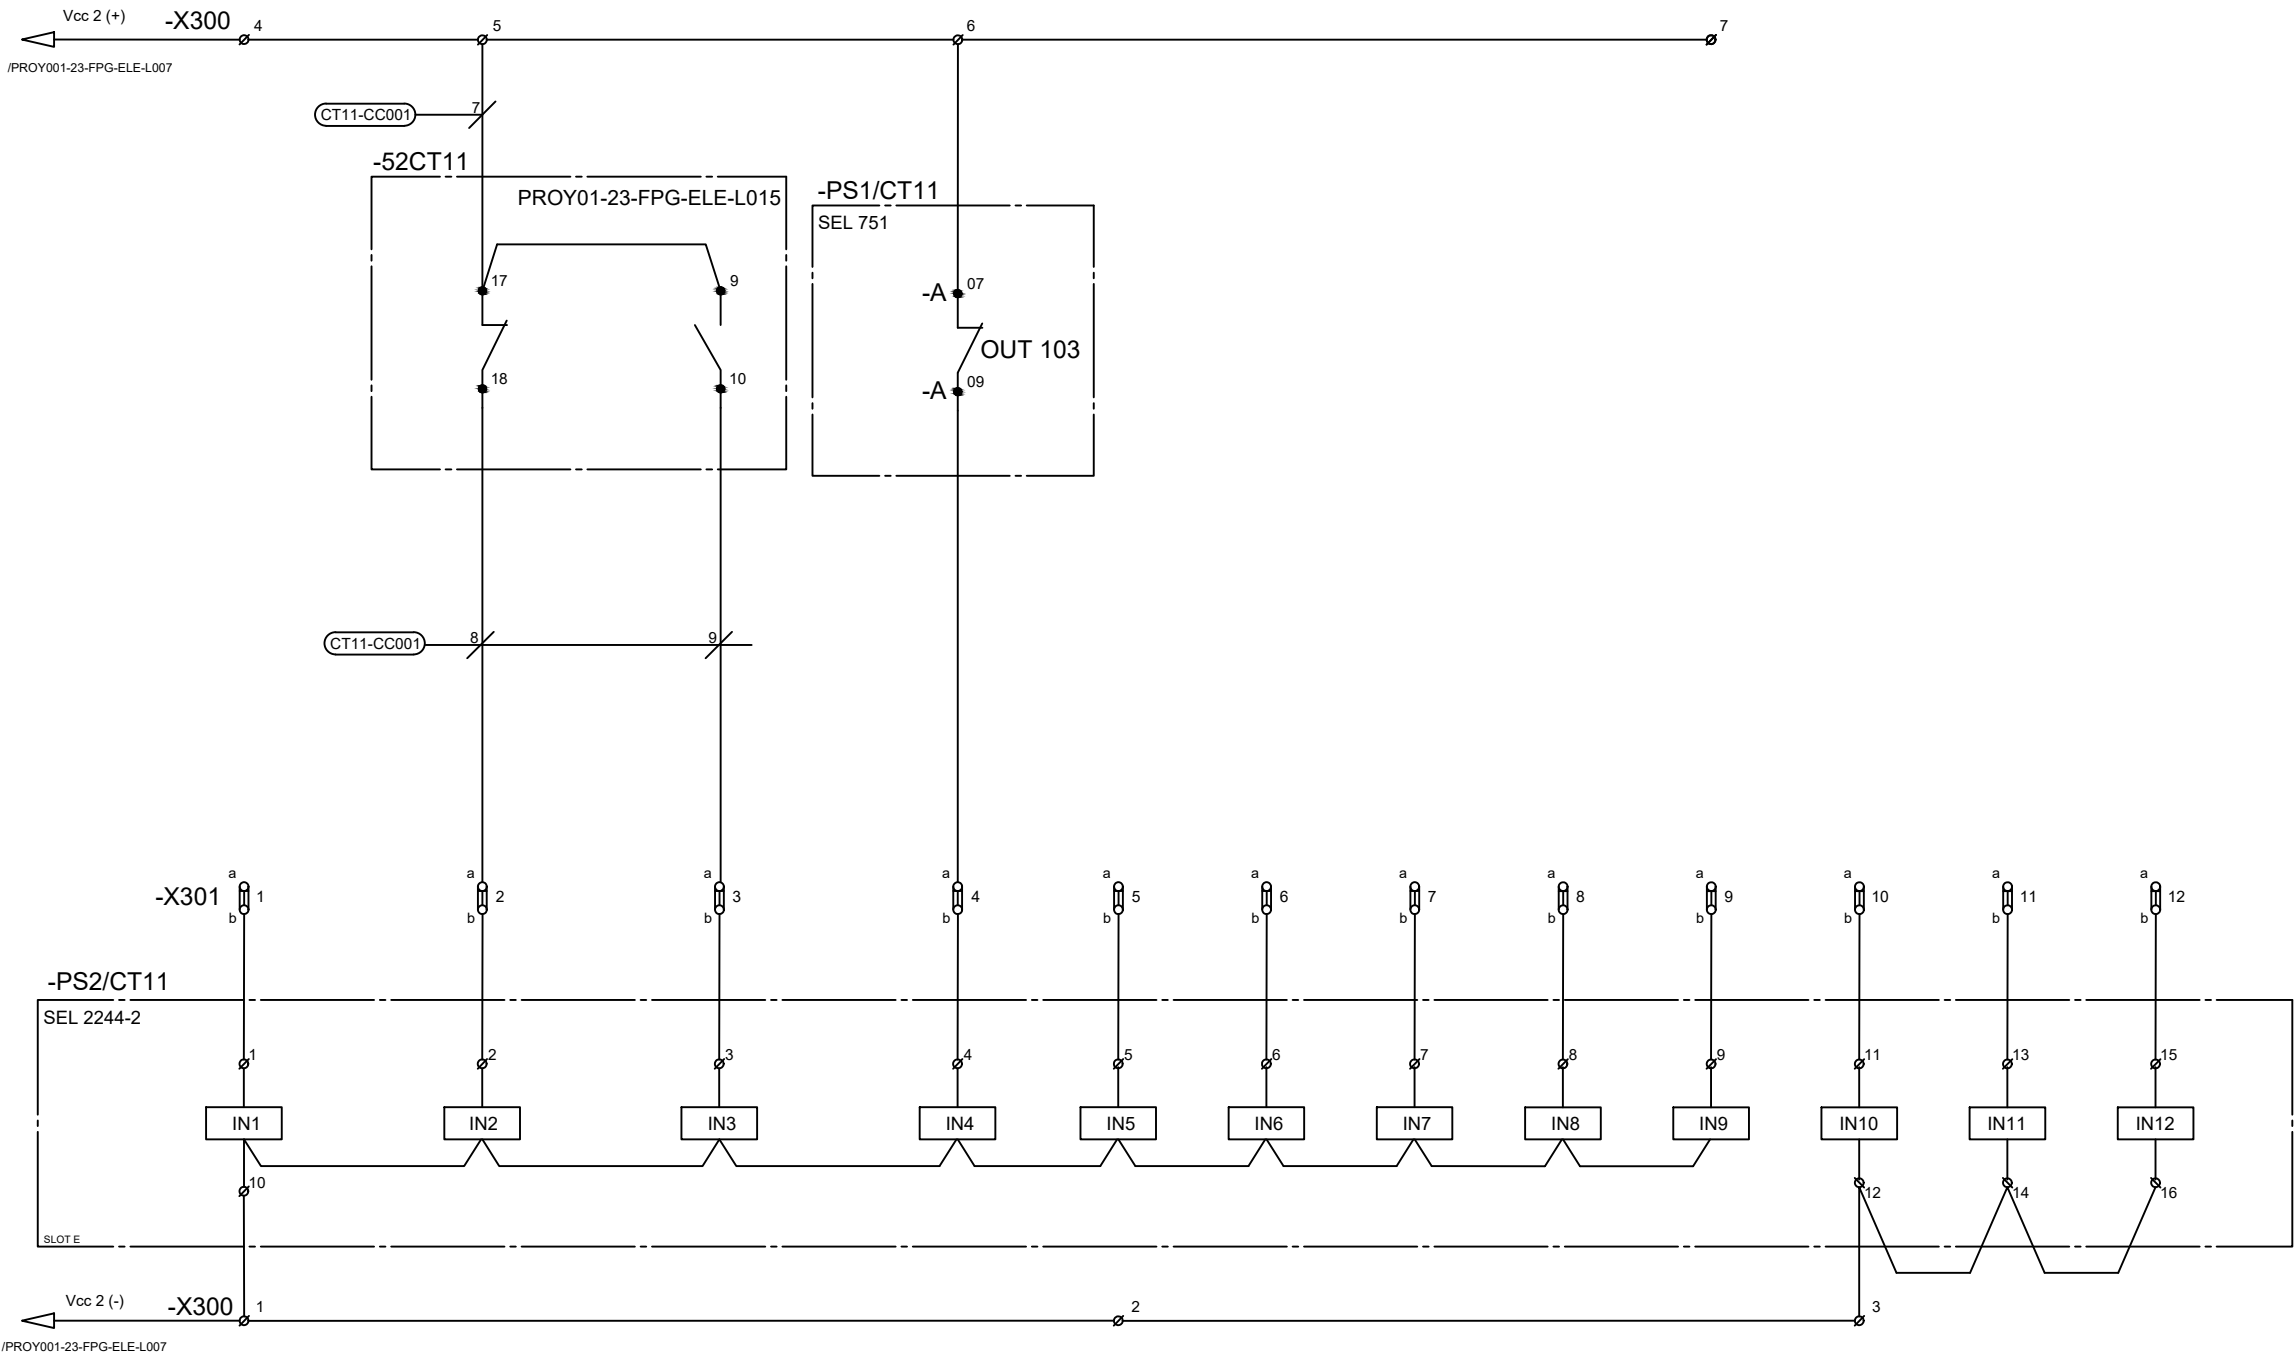 Vcc 2 (+)
-X300 4 5 6 7
/PROY001-23-FPG-ELE-L007
CT11-CC001 7
-52CT11
PROY01-23-FPG-ELE-L015
-PS1/CT11
SEL 751
17 9
-A 07
OUT 103
18 10
-A 09
CT11-CC001 8 9
a a a a a a a a a a a a
-X301 1 2 3 4 5 6 7 8 9 10 11 12
b b b b b b b b b b b b
-PS2/CT11
SEL 2244-2
1 2 3 4 5 6 7 8 9 11 13 15
IN1 IN2 IN3 IN4 IN5 IN6 IN7 IN8 IN9 IN10 IN11 IN12
10 12 14 16
SLOT E
Vcc 2 (-)
-X300 1 2 3
/PROY001-23-FPG-ELE-L007